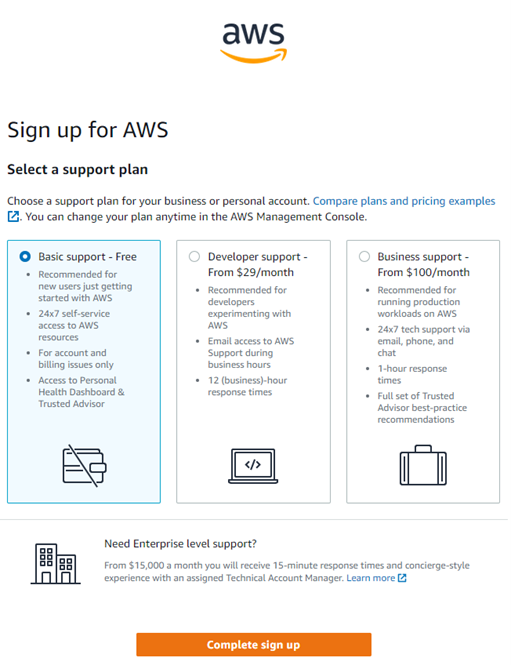 aws
Sign up for AWS
Select a support plan
Choose a support plan for your business or personal account. Compare plans and pricing examples
. You can change your plan anytime in the AWS Management Console.
Basic support - Free
Recommended for
new users just getting
started with AWS
24x7 self-service
access to AWS
resources
For account and
billing issues only
Access to Personal
Health Dashboard &
Trusted Advisor
Developer support -
From $29/month
Recommended for
developers
experimenting with
AWS
Email access to AWS
Support during
business hours
12 (business)-hour
response times
</>
Business support -
From $100/month
Recommended for
running production
workloads on AWS
24x7 tech support via
email, phone, and
chat
1-hour response
times
Full set of Trusted
Advisor best-practice
recommendations
Need Enterprise level support?
From $15,000 a month you will receive 15-minute response times and concierge-style
experience with an assigned Technical Account Manager. Learn more
Complete sign up